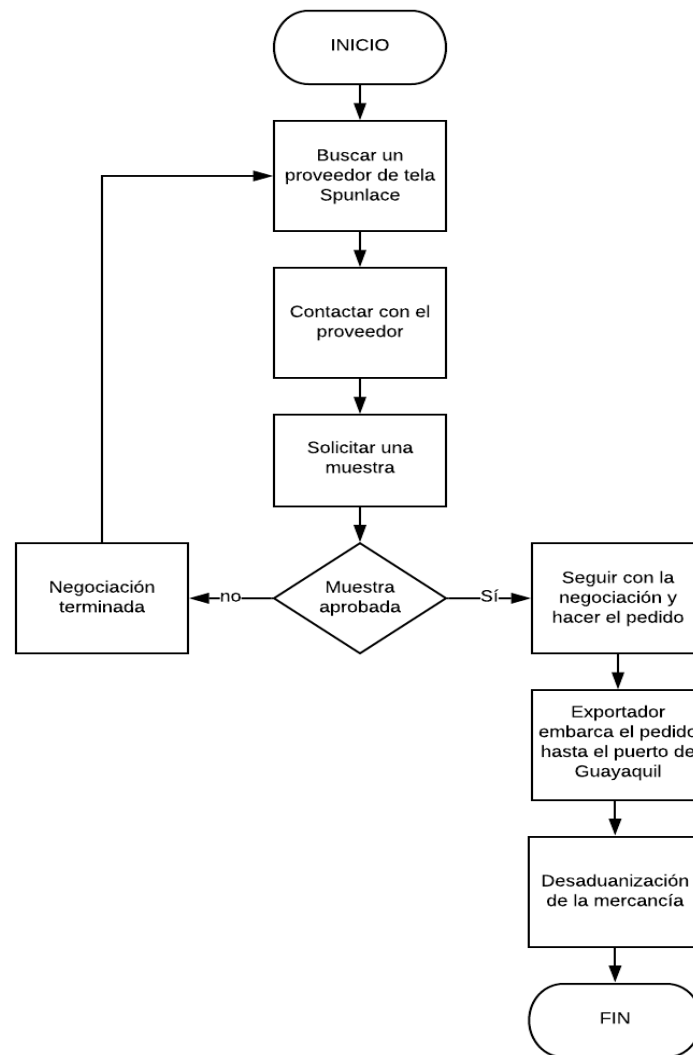 INICIO
Buscar un
proveedor de tela
Spunlace
Contactar con el
proveedor
Solicitar una
muestra
Negociación
terminada
no
Muestra
aprobada
Sí
Seguir con la
negociación y
hacer el pedido
Exportador
embarca el pedido
hasta el puerto de
Guayaquil
Desaduanización
de la mercancía
FIN